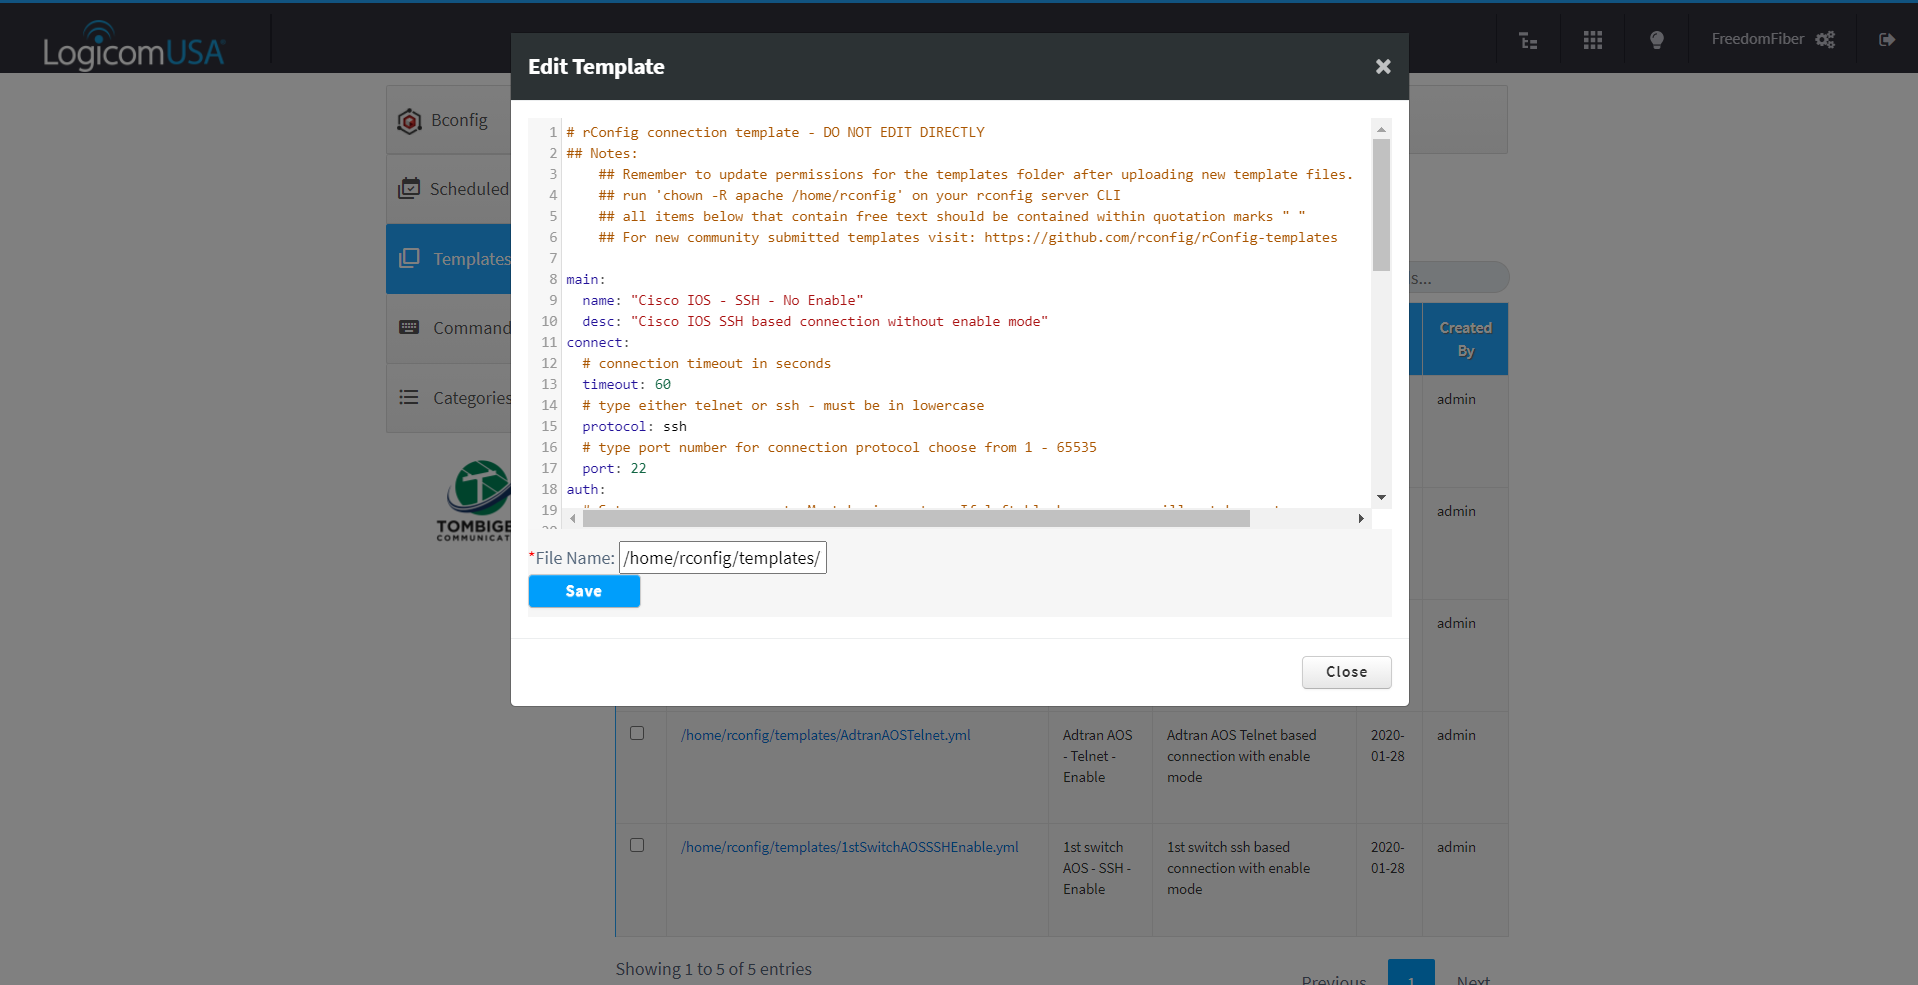 LogicomUSA
FreedomFiber
Edit Template
Bconfig
Scheduled
Templates
Command
Categories
TOMBIGB
COMMUNICAT
1 # rConfig connection template - DO NOT EDIT DIRECTLY
2 ## Notes:
3 ## Remember to update permissions for the templates folder after uploading new template files.
4 ## run 'chown -R apache /home/rconfig' on your rconfig server CLI
5 ## all items below that contain free text should be contained within quotation marks " "
6 ## For new community submitted templates visit: https://github.com/rconfig/rConfig-templates
7
8 main:
9 name: "Cisco IOS - SSH - No Enable"
10 desc: "Cisco IOS SSH based connection without enable mode"
11 connect:
12 # connection timeout in seconds
13 timeout: 60
14 # type either telnet or ssh - must be in lowercase
15 protocol: ssh
16 # type port number for connection protocol choose from 1 - 65535
17 port: 22
18 auth:
19
*File Name: /home/rconfig/templates/
Save
Close
s...
Created
By
admin
admin
admin
/home/rconfig/templates/AdtranAOSTelnet.yml
Adtran AOS
- Telnet -
Enable
Adtran AOS Telnet based
connection with enable
mode
2020-
01-28
admin
/home/rconfig/templates/1stSwitchAOSSSHEnable.yml
1st switch
AOS - SSH -
Enable
1st switch ssh based
connection with enable
mode
2020-
01-28
admin
Showing 1 to 5 of 5 entries
Previous 1 Next